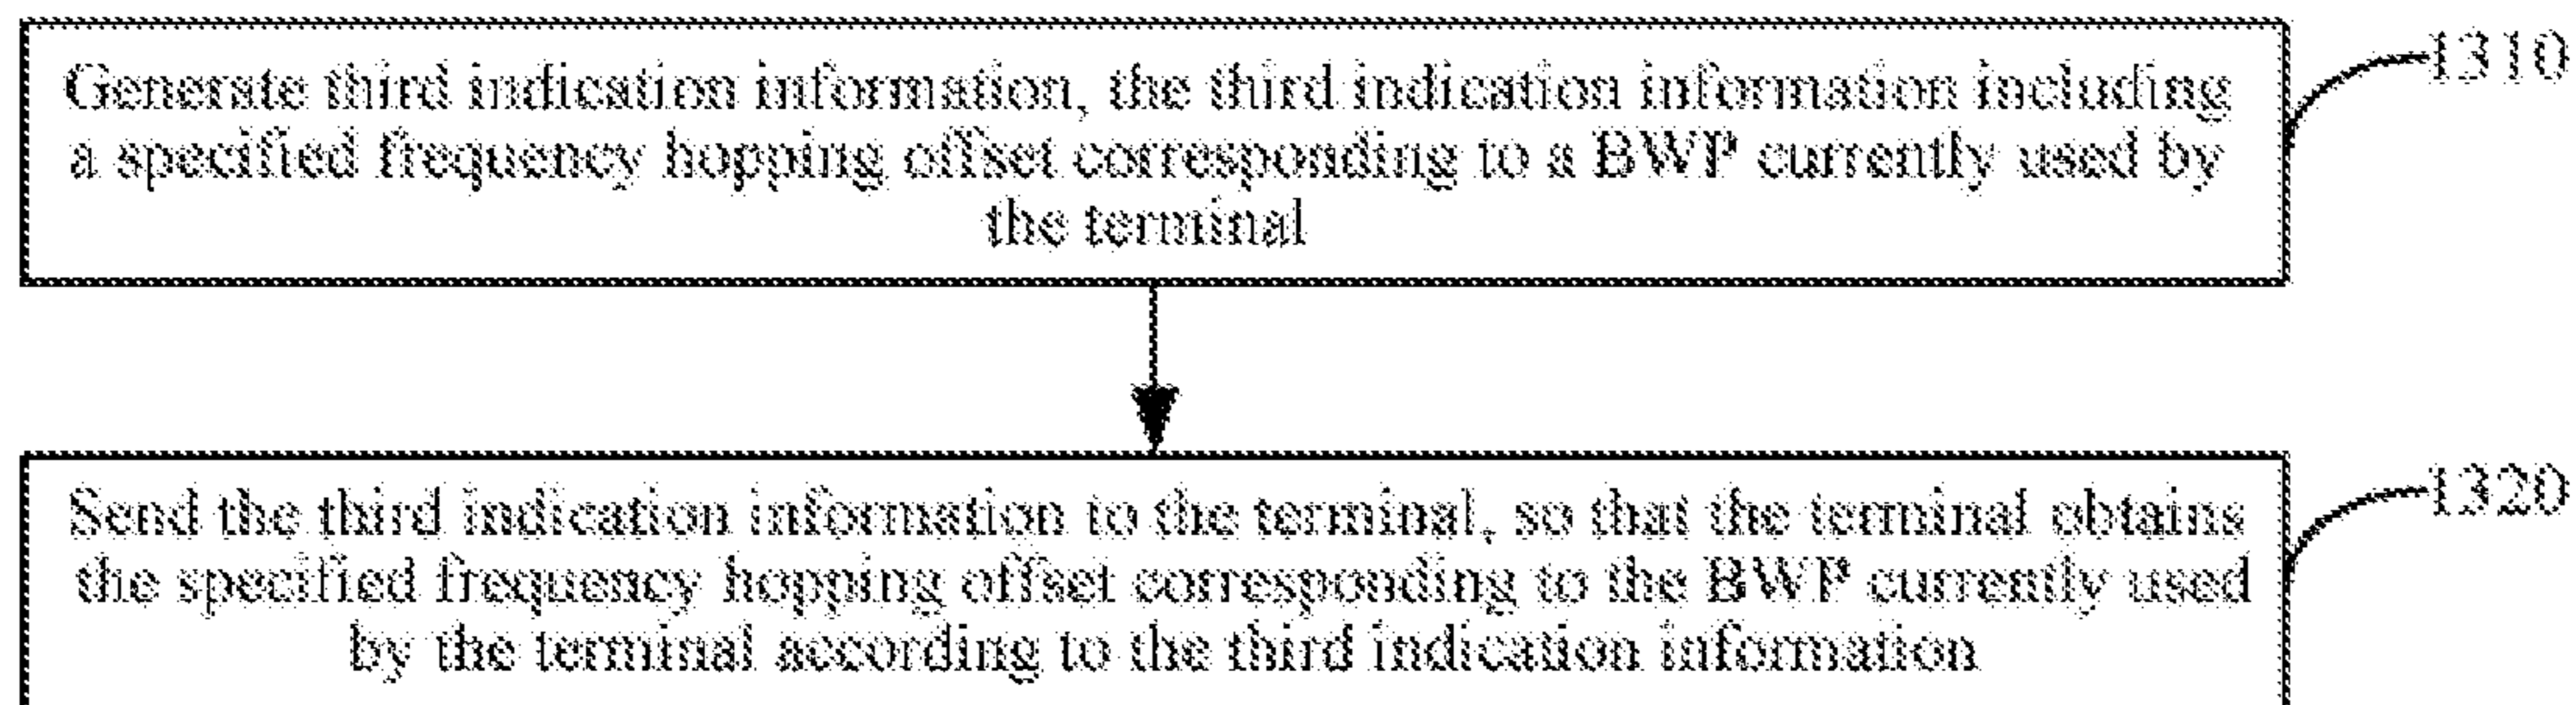 Generate third indication information, the third indication information including
a specified frequency hopping offset corresponding to a BWP currently used by
the terminal
1310
Send the third indication information to the terminal, so that the terminal obtains
the specified frequency hopping offset corresponding to the BWP currently used
by the terminal according to the third indication information
1320